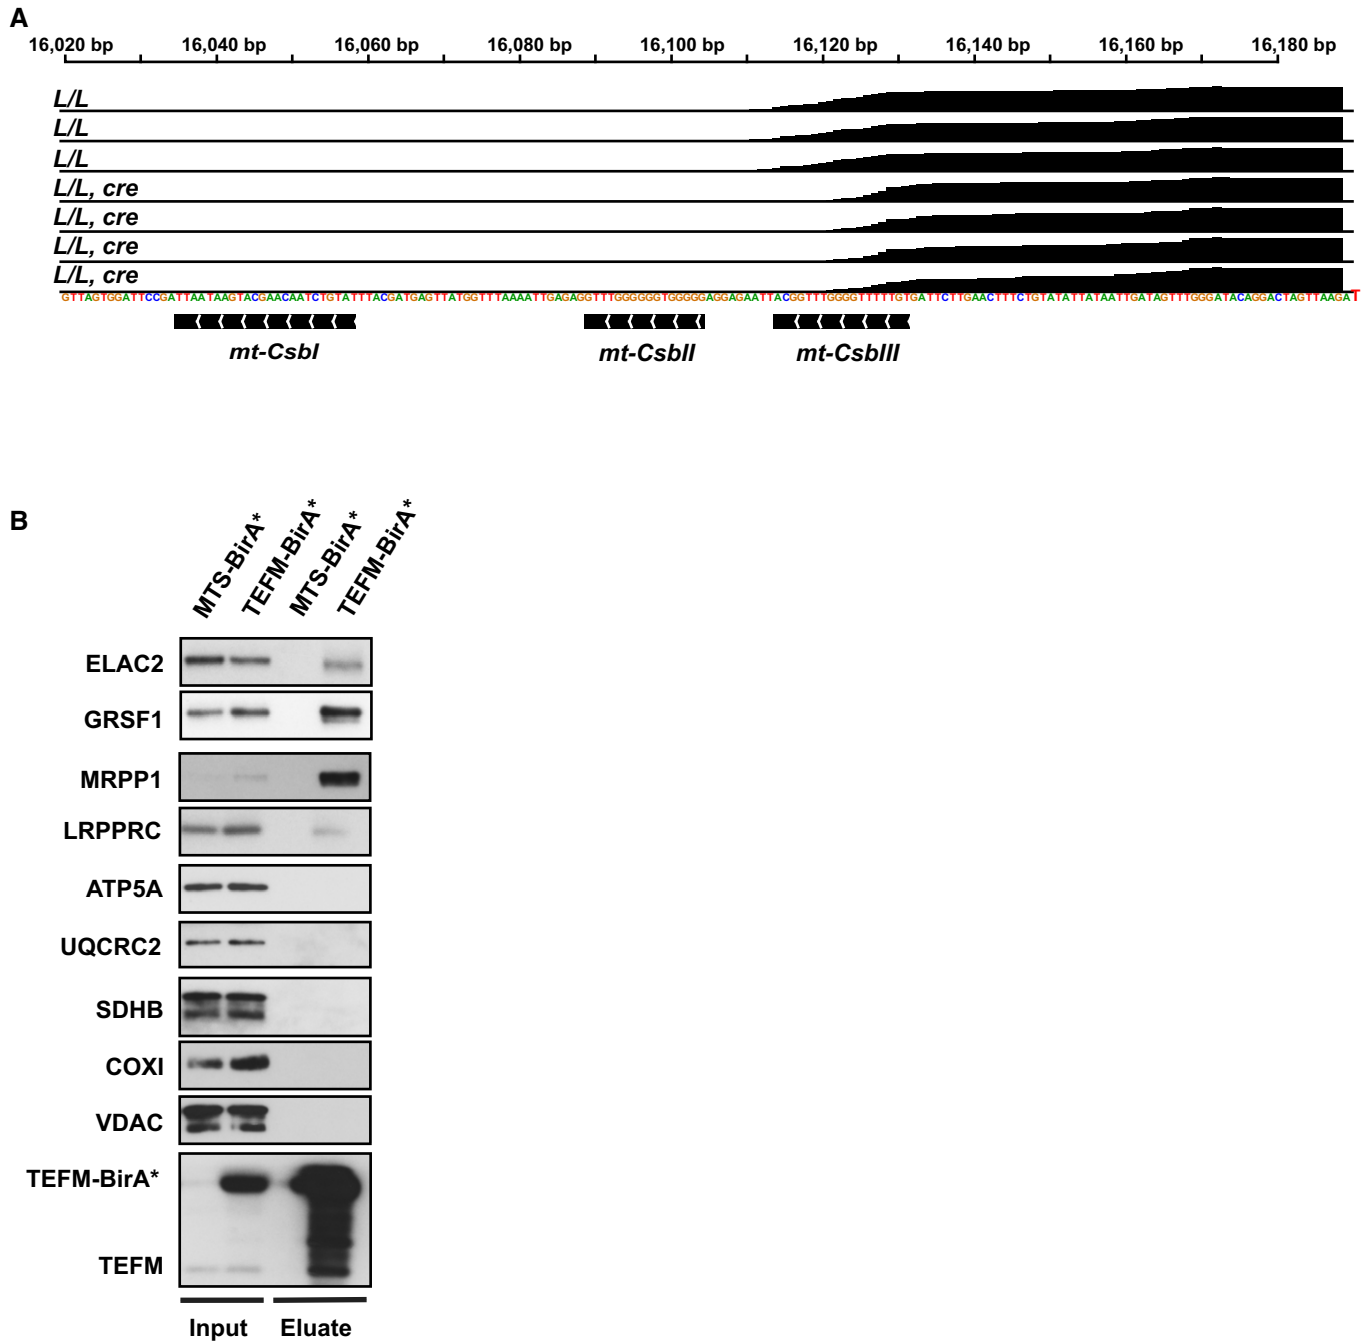 A
16,020 bp 16,040 bp 16,060 bp 16,080 bp 16,100 bp 16,120 bp 16,140 bp 16,160 bp 16,180 bp
L/L
L/L
L/L
L/L, cre
L/L, cre
L/L, cre
L/L, cre
GTTAGTGGATTCCGATTAATAAGTACGAACAATCTGTATTTACGATGAGTTATGGTTTAAAATTGAGAGGTTTGGGGGGTGGGGGAGGAGAATTACGGTTTGGGGTTTTTGTGATTCTTGAACTTTCTGTATATTATAATTGATAGTTTGGGATACAGGACTAGTTAAGAT
mt-CsbI mt-CsbII mt-CsbIII
B
MTS-BirA* TEFM-BirA* MTS-BirA* TEFM-BirA*
ELAC2
GRSF1
MRPP1
LRPPRC
ATP5A
UQCRC2
SDHB
COXI
VDAC
TEFM-BirA*
TEFM
Input Eluate